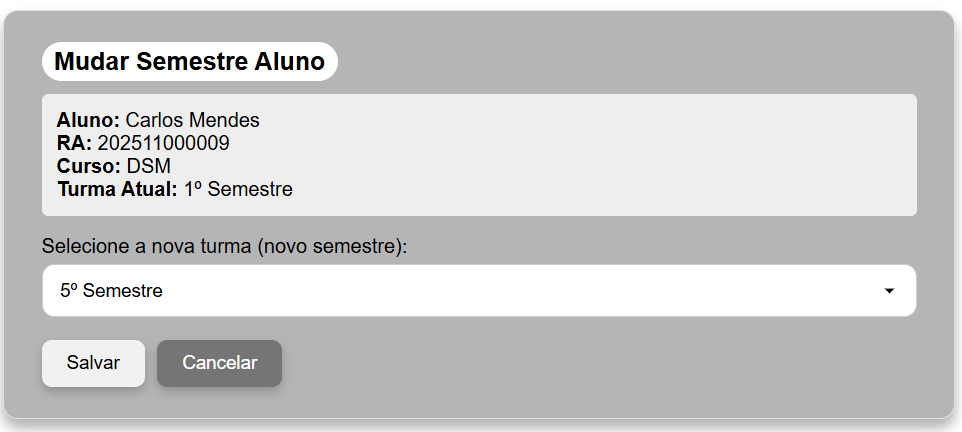 Mudar Semestre Aluno
Aluno: Carlos Mendes
RA: 202511000009
Curso: DSM
Turma Atual: 1º Semestre
Selecione a nova turma (novo semestre):
5º Semestre
Salvar Cancelar